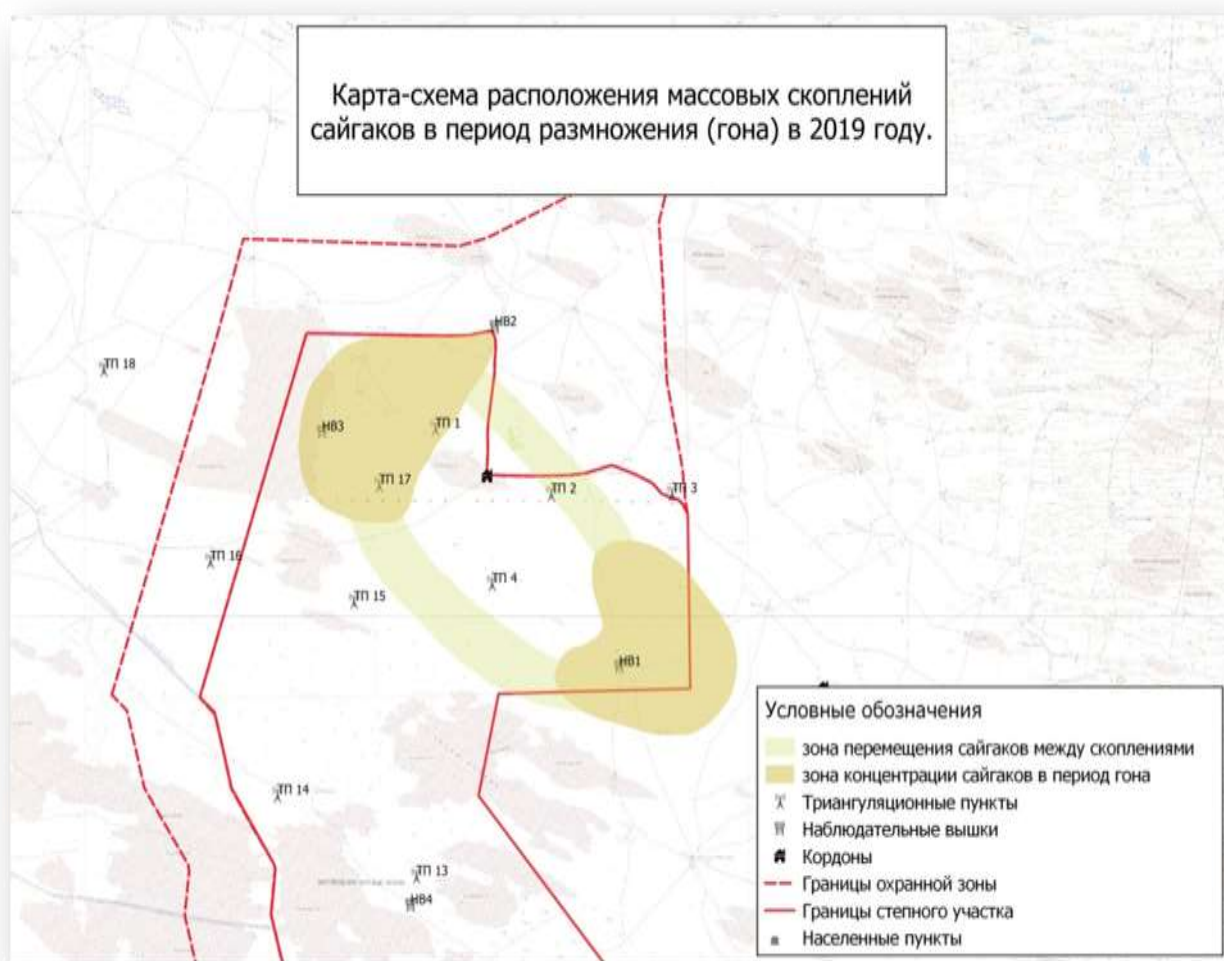 Карта-схема расположения массовых скоплений
сайгаков в период размножения (гона) в 2019 году.
НВ2
ТП 18
НВ3
ТП 1
ТП 17
ТП 2
ТП 3
ТП 16
ТП 4
ТП 15
НВ1
ТП 14
ТП 13
НВ4
Условные обозначения
зона перемещения сайгаков между скоплениями
зона концентрации сайгаков в период гона
Триангуляционные пункты
Наблюдательные вышки
Кордоны
Границы охранной зоны
Границы степного участка
Населенные пункты